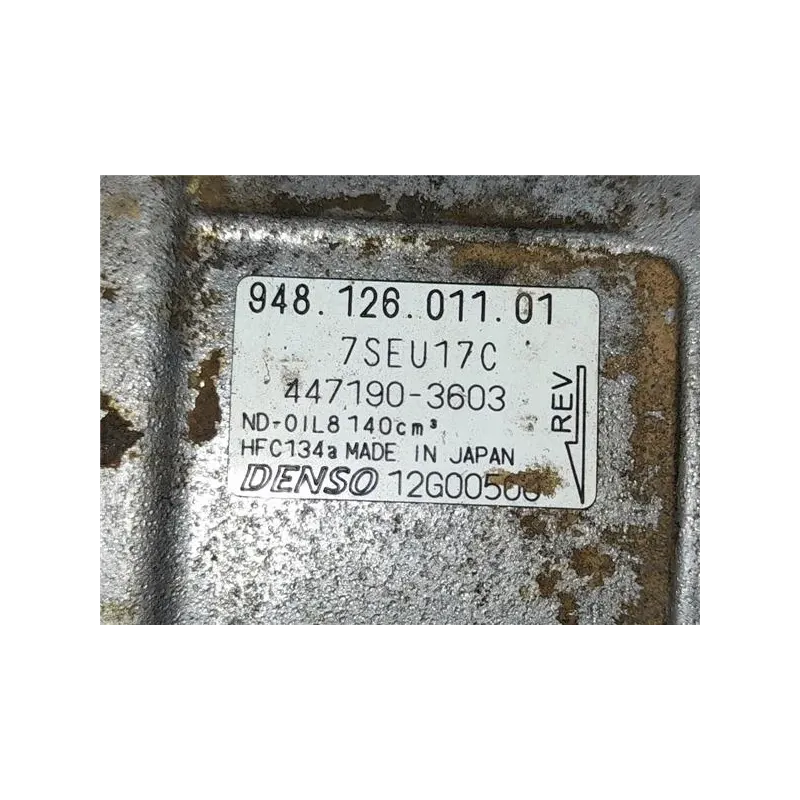 948.126.011.01
7SEU17C
447190-3603
REV
ND-OIL8 140cm³
HFC134a MADE IN JAPAN
DENSO